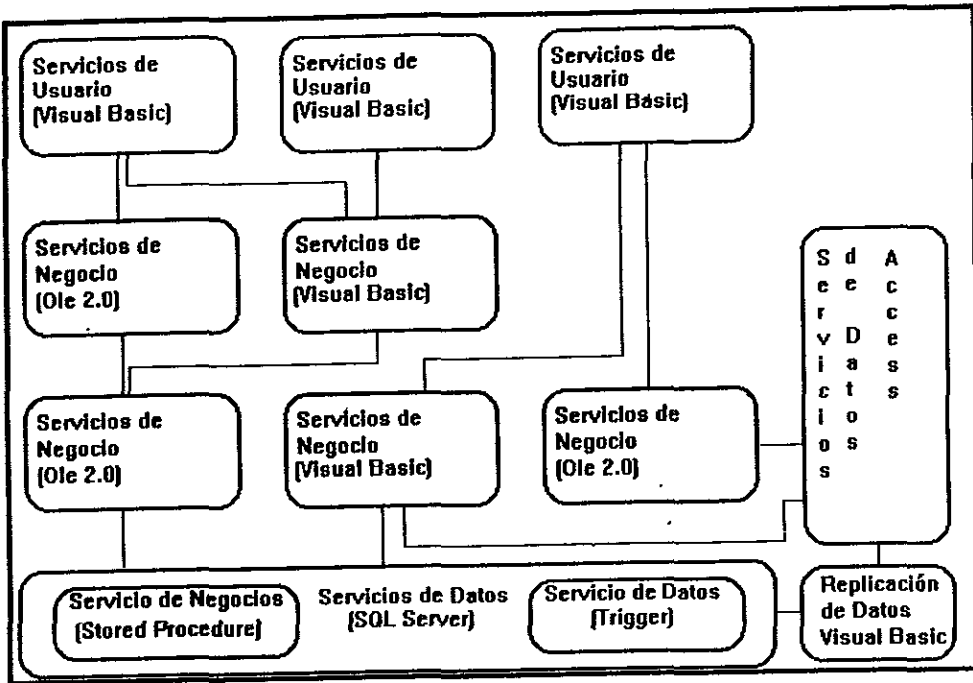 Servicios de
Usuario
(Visual Basic)
Servicios de
Usuario
(Visual Basic)
Servicios de
Usuario
(Visual Basic)
Servicios de
Negocio
(Ole 2.0)
Servicios de
Negocio
(Visual Basic)
Servicios
de Datos
Access
Servicios de
Negocio
(Ole 2.0)
Servicios de
Negocio
(Visual Basic)
Servicios de
Negocio
(Ole 2.0)
Servicio de Negocios
(Stored Procedure)
Servicios de Datos
(SQL Server)
Servicio de Datos
(Trigger)
Replicación
de Datos
Visual Basic